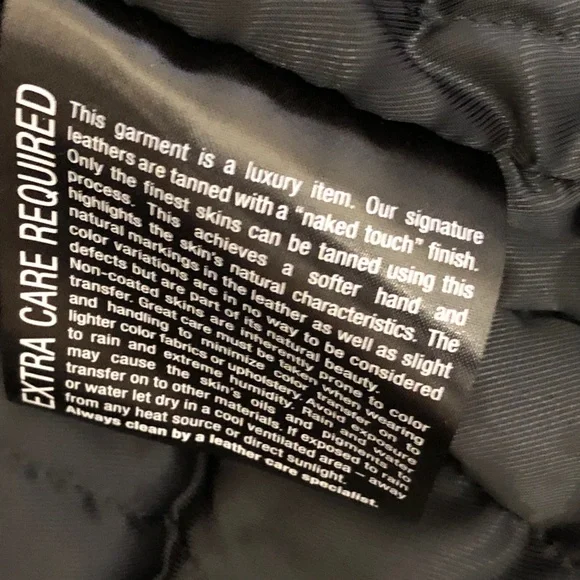 EXTRA CARE REQUIRED
This garment is a luxury item. Our signature
leathers are tanned with a "naked touch" finish.
Only the finest skins can be tanned using this
process. This achieves a softer hand and
highlights the skin's natural characteristics. The
natural markings in the leather as well as slight
color variations are in no way to be considered
defects but are part of its natural beauty.
Non-coated skins are inherently prone to color
transfer. Great care must be taken when wearing
and handling to minimize color transfer on to
lighter color fabrics or upholstery. Avoid exposure
to rain and extreme humidity. Rain and water
may cause the skin's oils and pigments to
transfer on to other materials. If exposed to rain
or water let dry in a cool ventilated area – away
from any heat source or direct sunlight.
Always clean by a leather care specialist.